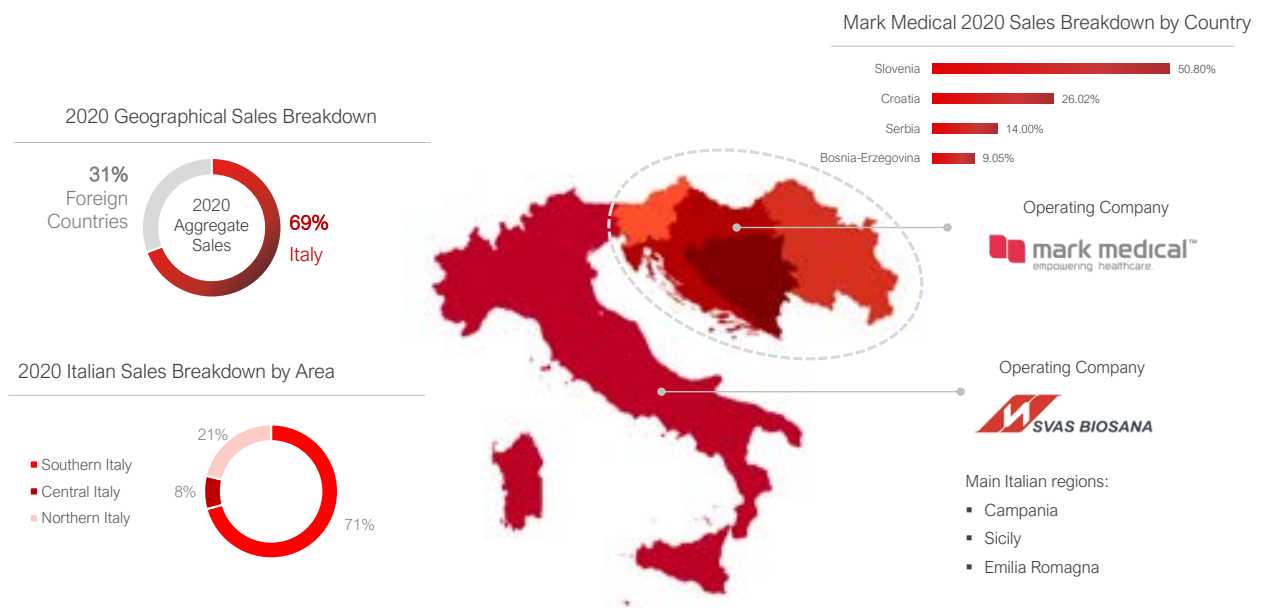 Mark Medical 2020 Sales Breakdown by Country
Slovenia
50.80%
Croatia
26.02%
Serbia
14.00%
Bosnia-Erzegovina
9.05%
2020 Geographical Sales Breakdown
31%
Foreign
Countries
2020
Aggregate
Sales
69%
Italy
Operating Company
mark medical™
empowering healthcare.
2020 Italian Sales Breakdown by Area
Southern Italy
Central Italy
Northern Italy
21%
8%
71%
Operating Company
SVAS BIOSANA
Main Italian regions:
▪ Campania
▪ Sicily
▪ Emilia Romagna